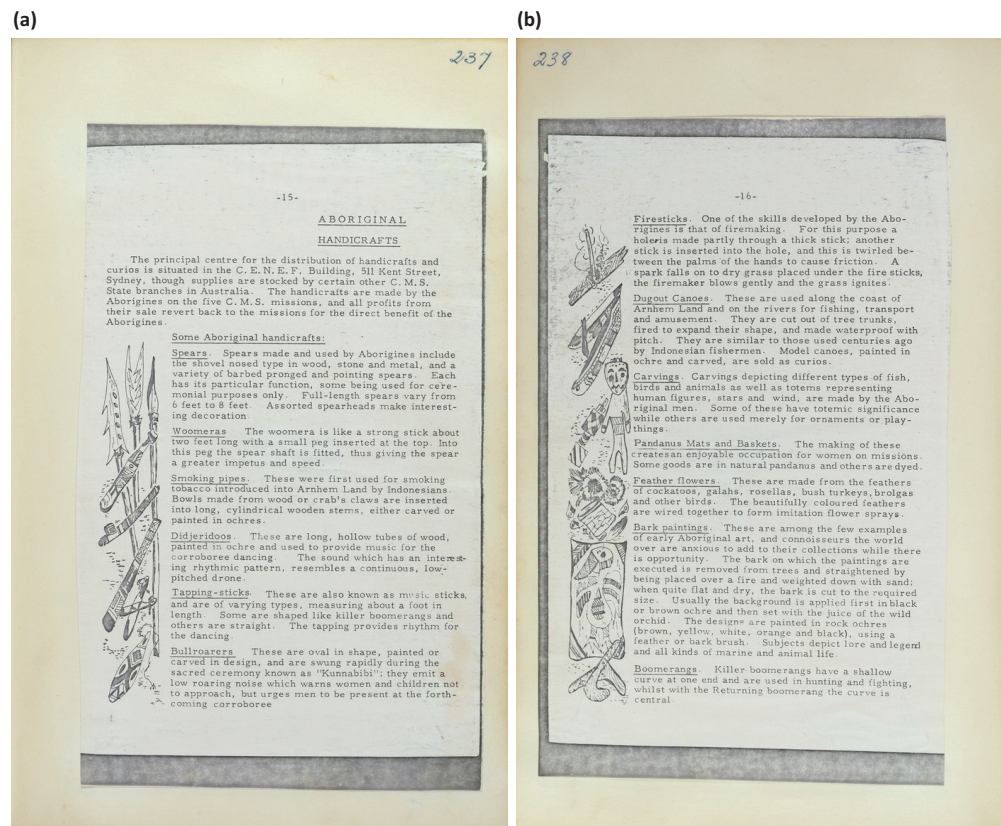 (a)
237
-15-
ABORIGINAL
HANDICRAFTS
The principal centre for the distribution of handicrafts and
curios is situated in the C. E. N. E. F. Building, 511 Kent Street,
Sydney, though supplies are stocked by certain other C. M. S.
State branches in Australia. The handicrafts are made by the
Aborigines on the five C. M. S. missions, and all profits from
their sale revert back to the missions for the direct benefit of the
Aborigines.
Some Aboriginal handicrafts:
Spears. Spears made and used by Aborigines include
the shovel nosed type in wood, stone and metal, and a
variety of barbed pronged and pointing spears. Each
has its particular function, some being used for cere-
monial purposes only. Full-length spears vary from
6 feet to 8 feet. Assorted spearheads make interest-
ing decoration.
Woomeras The woomera is like a strong stick about
two feet long with a small peg inserted at the top. Into
this peg the spear shaft is fitted, thus giving the spear
a greater impetus and speed.
Smoking pipes. These were first used for smoking
tobacco introduced into Arnhem Land by Indonesians.
Bowls made from wood or crab's claws are inserted
into long, cylindrical wooden stems, either carved or
painted in ochres.
Didjeridoos. These are long, hollow tubes of wood,
painted in ochre and used to provide music for the
corroboree dancing. The sound which has an interest-
ing rhythmic pattern, resembles a continuous, low-
pitched drone.
Tapping-sticks. These are also known as music sticks,
and are of varying types, measuring about a foot in
length. Some are shaped like killer boomerangs and
others are straight. The tapping provides rhythm for
the dancing.
Bullroarers These are oval in shape, painted or
carved in design, and are swung rapidly during the
sacred ceremony known as "Kunnabibi"; they emit a
low roaring noise which warns women and children not
to approach, but urges men to be present at the forth-
coming corroboree
(b)
238
-16-
Firesticks. One of the skills developed by the Abo-
rigines is that of firemaking. For this purpose a
hole is made partly through a thick stick; another
stick is inserted into the hole, and this is twirled be-
tween the palms of the hands to cause friction. A
spark falls on to dry grass placed under the fire sticks,
the firemaker blows gently and the grass ignites.
Dugout Canoes. These are used along the coast of
Arnhem Land and on the rivers for fishing, transport
and amusement. They are cut out of tree trunks,
fired to expand their shape, and made waterproof with
pitch. They are similar to those used centuries ago
by Indonesian fishermen. Model canoes, painted in
ochre and carved, are sold as curios.
Carvings. Carvings depicting different types of fish,
birds and animals as well as totems representing
human figures, stars and wind, are made by the Abo-
riginal men. Some of these have totemic significance
while others are used merely for ornaments or play-
things.
Pandanus Mats and Baskets. The making of these
creates an enjoyable occupation for women on missions.
Some goods are in natural pandanus and others are dyed.
Feather flowers. These are made from the feathers
of cockatoos, galahs, rosellas, bush turkeys, brolgas
and other birds. The beautifully coloured feathers
are wired together to form imitation flower sprays.
Bark paintings. These are among the few examples
of early Aboriginal art, and connoisseurs the world
over are anxious to add to their collections while there
is opportunity. The bark on which the paintings are
executed is removed from trees and straightened by
being placed over a fire and weighted down with sand;
when quite flat and dry, the bark is cut to the required
size. Usually the background is applied first in black
or brown ochre and then set with the juice of the wild
orchid. The designs are painted in rock ochres
(brown, yellow, white, orange and black), using a
feather or bark brush. Subjects depict lore and legend
and all kinds of marine and animal life.
Boomerangs. Killer boomerangs have a shallow
curve at one end and are used in hunting and fighting,
whilst with the Returning boomerang the curve is
central.